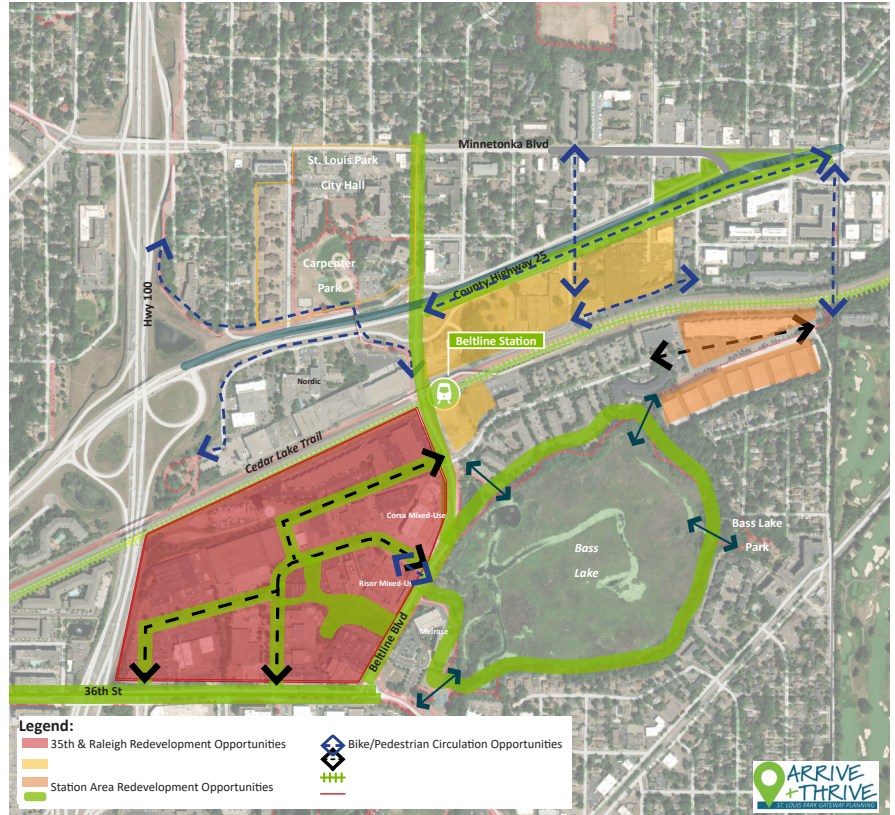 Minnetonka Blvd
St. Louis Park
City Hall
Carpenter
Park
County Highway 25
Hwy 100
Beltline Station
Nordic
Cedar Lake Trail
Corsa Mixed-Use
Bass Lake
Park
Bass
Lake
Risor Mixed-Us
Melrose
Beltline Blvd
36th St
Legend:
35th & Raleigh Redevelopment Opportunities
Bike/Pedestrian Circulation Opportunities
Station Area Redevelopment Opportunities
ARRIVE
+THRIVE
ST. LOUIS PARK GATEWAY PLANNING